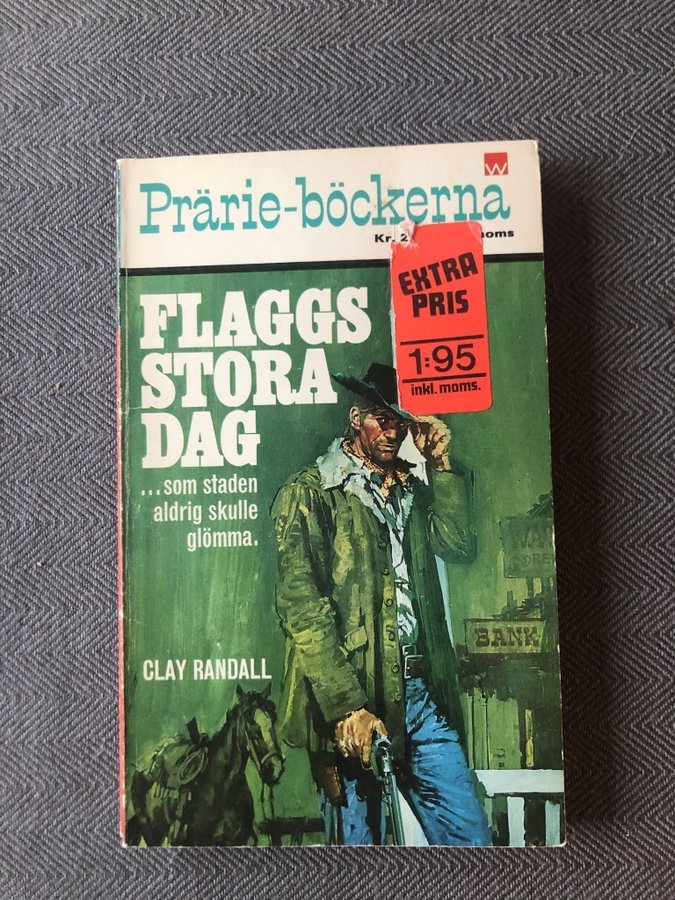 W
Prärie-böckerna
Kr. 2 moms
EXTRA
PRIS
1:95
inkl. moms.
FLAGGS
STORA
DAG
...som staden
aldrig skulle
glömma.
BANK
CLAY RANDALL